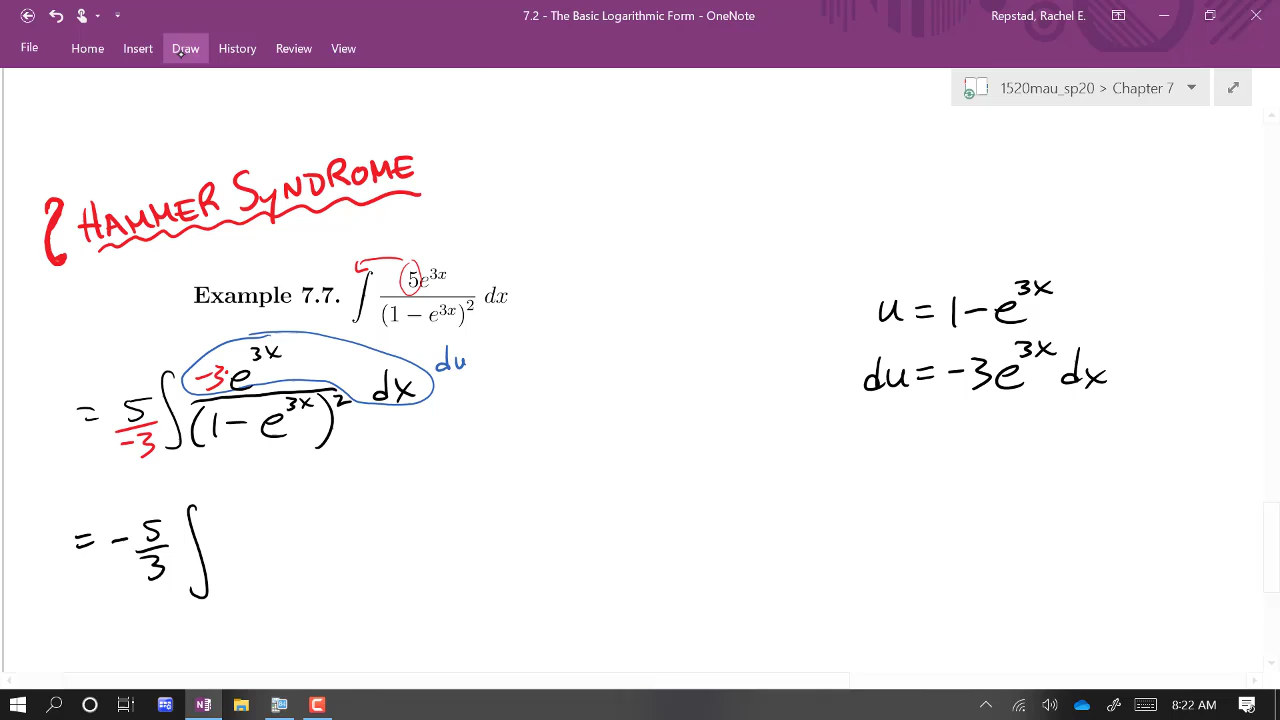 7.2 - The Basic Logarithmic Form - OneNote
Repstad, Rachel E.
File Home Insert Draw History Review View
1520mau_sp20 > Chapter 7
HAMMER SYNDROME
Example 7.7. ∫ 5e^{3x} / (1 − e^{3x})^2 dx
u = 1 − e^{3x}
du = −3e^{3x} dx
= 5/−3 ∫ −3·e^{3x} / (1 − e^{3x})^2 dx du
= − 5/3 ∫
8:22 AM